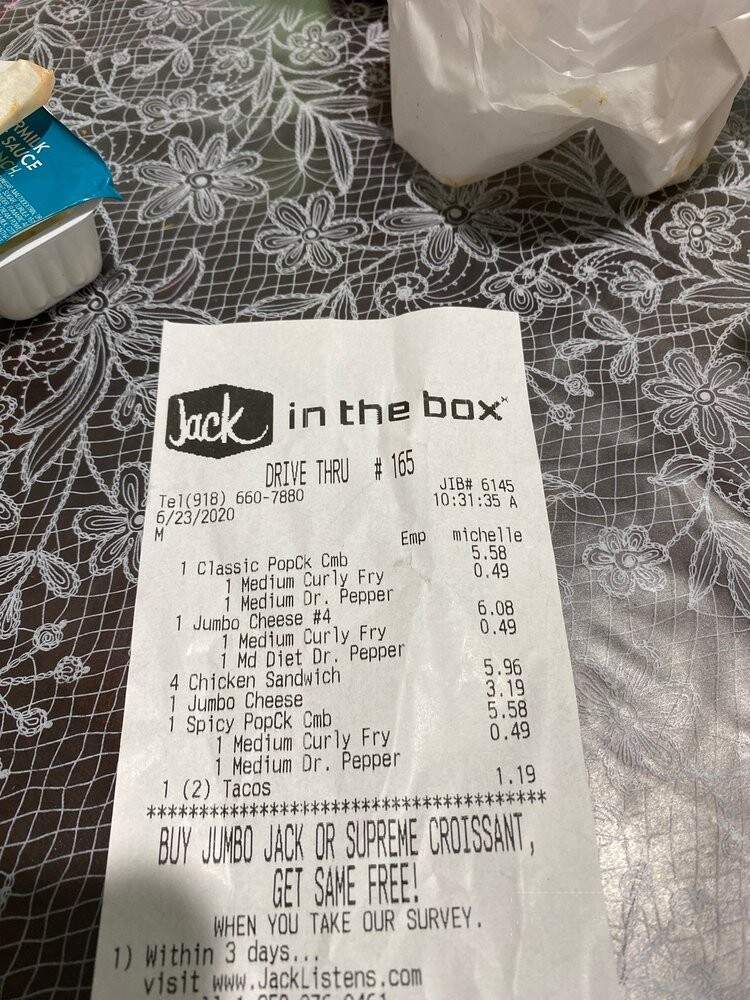 RMILK
SAUCE
NCH
Jack in the box
DRIVE THRU # 165
Tel(918) 660-7880 JIB# 6145
6/23/2020 10:31:35 A
M
Emp michelle
1 Classic PopCk Cmb 5.58
1 Medium Curly Fry 0.49
1 Medium Dr. Pepper
1 Jumbo Cheese #4 6.08
1 Medium Curly Fry 0.49
1 Md Diet Dr. Pepper
4 Chicken Sandwich 5.96
1 Jumbo Cheese 3.19
1 Spicy PopCk Cmb 5.58
1 Medium Curly Fry 0.49
1 Medium Dr. Pepper
1 (2) Tacos 1.19
****************************************
BUY JUMBO JACK OR SUPREME CROISSANT,
GET SAME FREE!
WHEN YOU TAKE OUR SURVEY.
1) Within 3 days...
visit www.JackListens.com